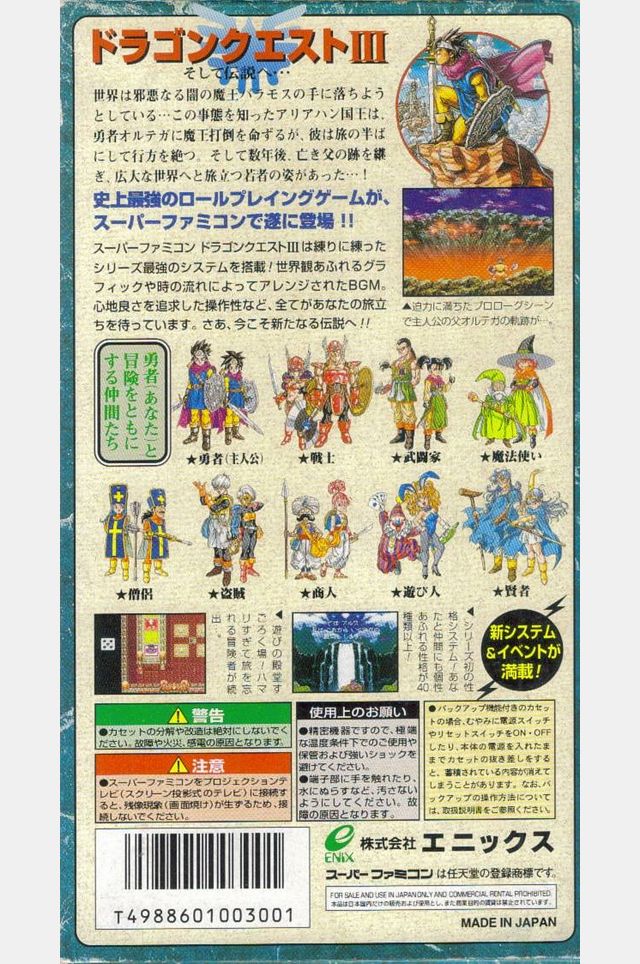 ドラゴンクエストIII
そして伝説へ…
世界は邪悪なる闇の魔王バラモスの手に落ちよう
としている…この事態を知ったアリアハン国王は、
勇者オルテガに魔王打倒を命ずるが、彼は旅の半ば
にして行方を絶つ。そして数年後、亡き父の跡を継
ぎ、広大な世界へと旅立つ若者の姿があった…!
史上最強のロールプレイングゲームが、
スーパーファミコンで遂に登場!!
スーパーファミコン ドラゴンクエストIIIは練りに練った
シリーズ最強のシステムを搭載!世界観あふれるグラ
フィックや時の流れによってアレンジされたBGM。
心地良さを追求した操作性など、全てがあなたの旅立
ちを待っています。さあ、今こそ新たなる伝説へ!!
▲迫力に満ちたプロローグシーン
で主人公の父オルテガの軌跡が…。
勇者(あなた)と
冒険をともに
する仲間たち
★勇者(主人公)
★戦士
★武闘家
★魔法使い
★僧侶
★盗賊
★商人
★遊び人
★賢者
▲遊びの殿堂す
ごろく場!ハマ
リすぎて旅を忘
れる冒険者が続
出。
▲シリーズ初の性
格システム!あな
たと仲間にも個性
あふれる性格が40
種類以上!
新システム
&イベントが
満載!
警告
●カセットの分解や改造は絶対にしないでく
ださい。故障や火災、感電の原因となります。
注意
●スーパーファミコンをプロジェクションテ
レビ(スクリーン投影式のテレビ)に接続す
ると、残像現象(画面焼け)が生ずるため、接
続しないでください。
使用上のお願い
●精密機器ですので、極端
な温度条件下でのご使用や
保管および強いショックを
避けてください。
●端子部に手を触れたり、
水にぬらすなど、汚さない
ようにしてください。故
障の原因となります。
●バックアップ機能付きのカセット
の場合、むやみに電源スイッチ
やリセットスイッチをON・OFF
したり、本体の電源を入れたま
までカセットの抜き差しをする
と、蓄積されている内容が消えて
しまうことがあります。なお、バ
ックアップの操作方法について
は、取扱説明書をご参照ください。
T4988601003001
ENIX
株式会社エニックス
スーパーファミコンは任天堂の登録商標です。
FOR SALE AND USE IN JAPAN ONLY AND COMMERCIAL RENTAL PROHIBITED.
本品は日本国内だけの販売および使用とし、また商業目的の賃貸は禁止されています。
MADE IN JAPAN